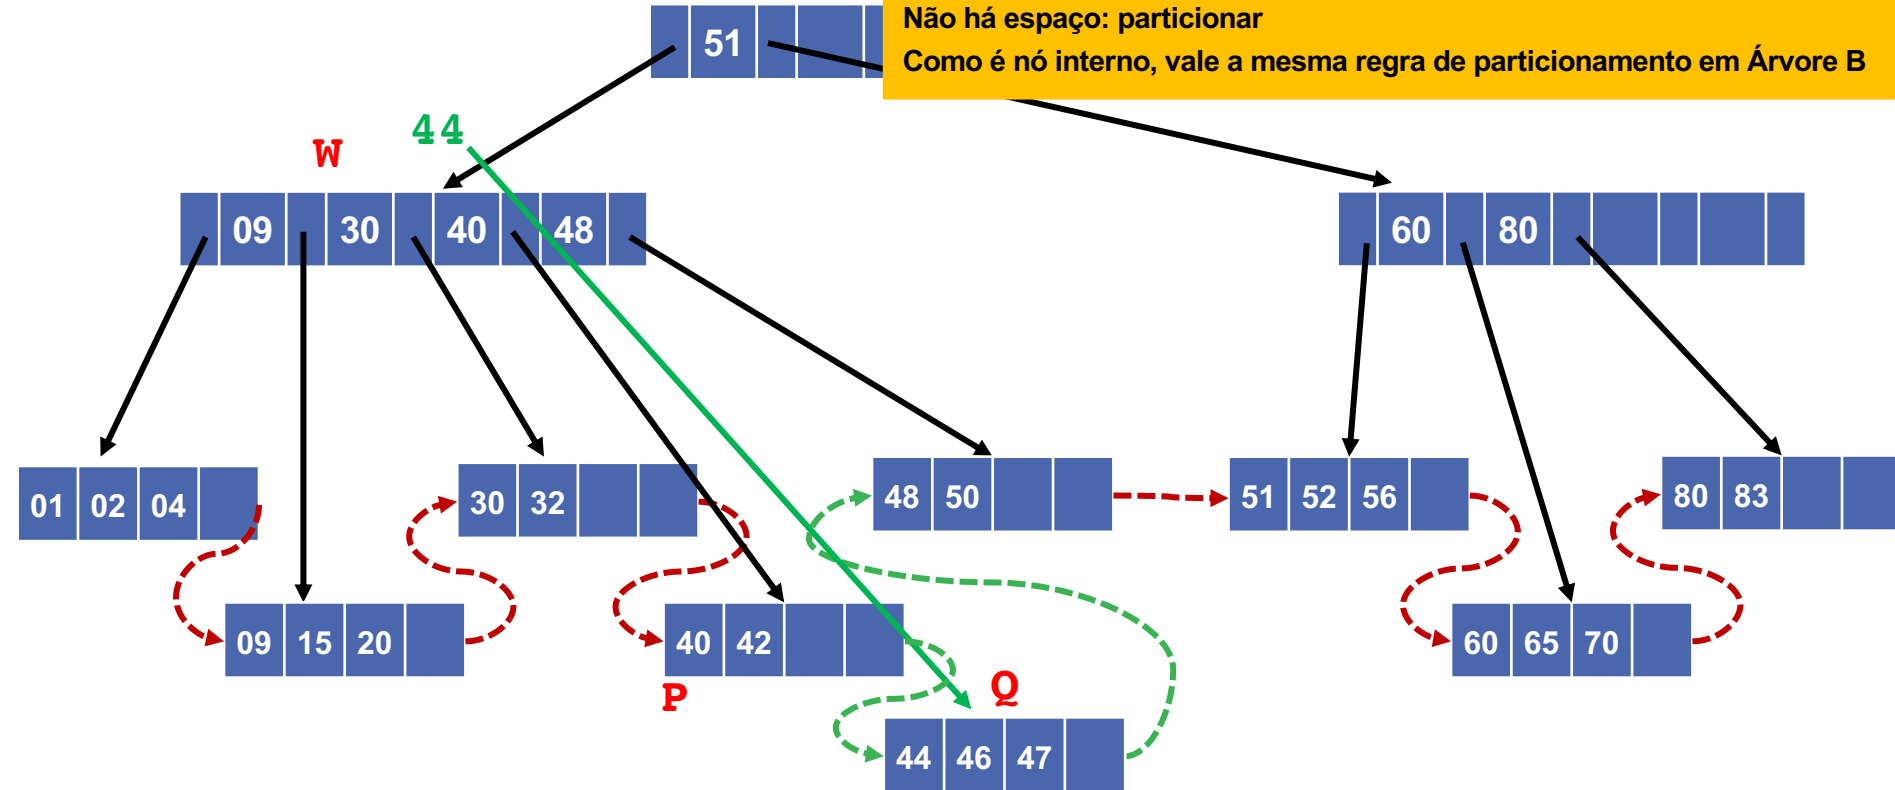 Não há espaço: particionar
Como é nó interno, vale a mesma regra de particionamento em Árvore B
51
44
W
09 30 40 48
60 80
01 02 04
30 32
48 50
51 52 56
80 83
09 15 20
40 42
60 65 70
P
Q
44 46 47